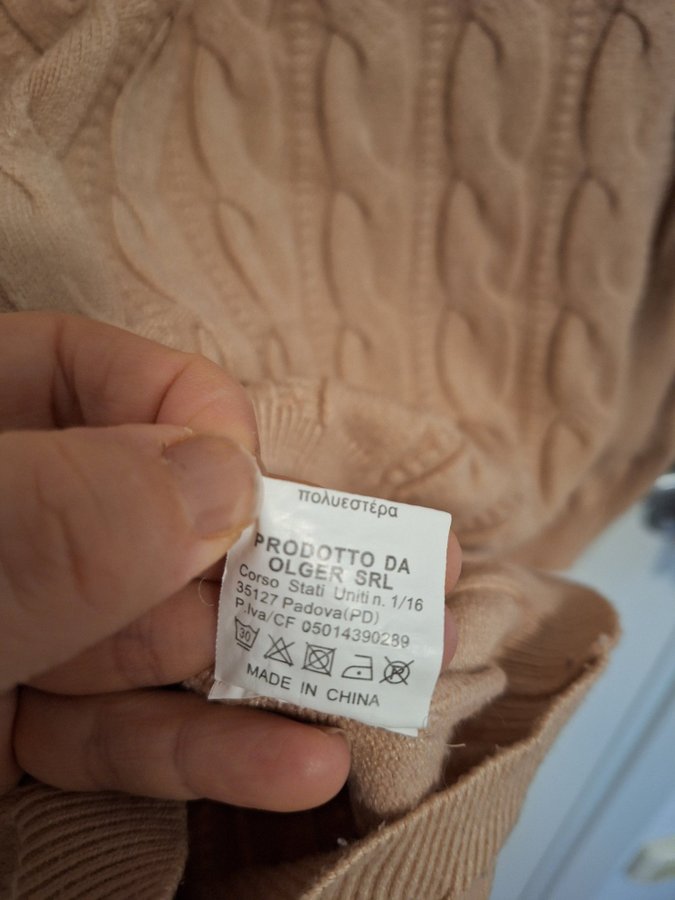 πολυεστέρα
PRODOTTO DA
OLGER SRL
Corso Stati Uniti n. 1/16
35127 Padova(PD)
P.Iva/CF 05014390289
30
P
MADE IN CHINA